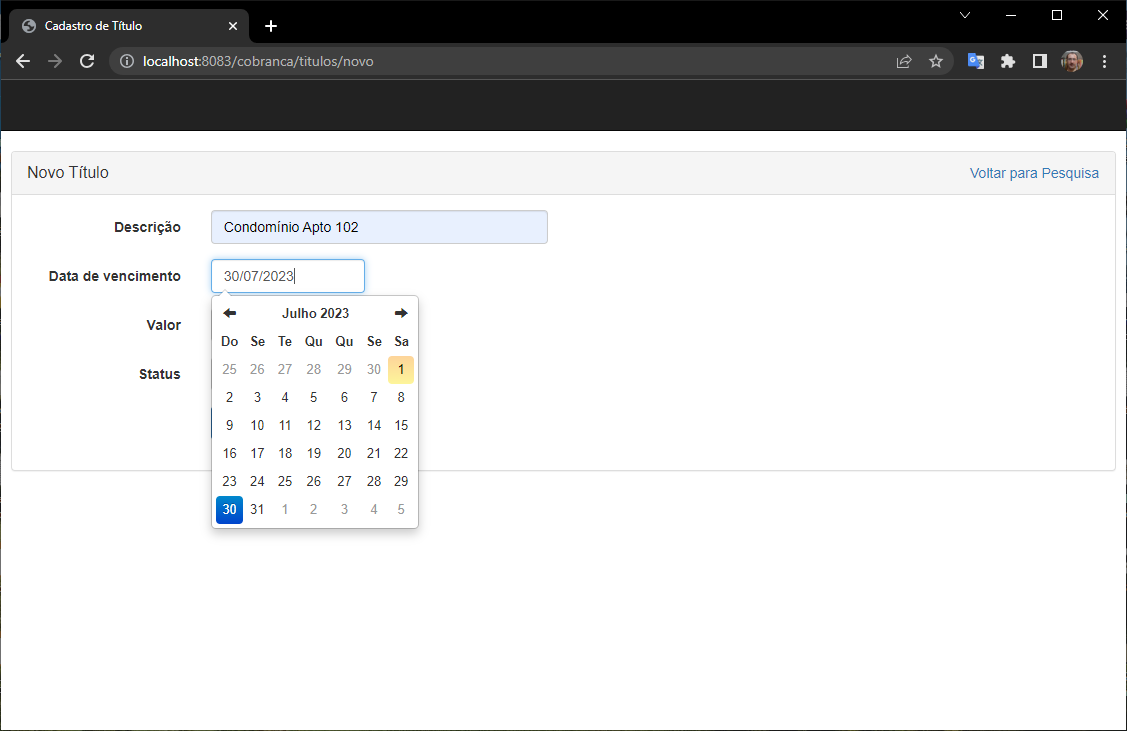 Cadastro de Título
localhost:8083/cobranca/titulos/novo
Novo Título
Voltar para Pesquisa
Descrição
Condomínio Apto 102
Data de vencimento
30/07/2023
Valor
Status
Julho 2023
Do Se Te Qu Qu Se Sa
25 26 27 28 29 30 1
2 3 4 5 6 7 8
9 10 11 12 13 14 15
16 17 18 19 20 21 22
23 24 25 26 27 28 29
30 31 1 2 3 4 5